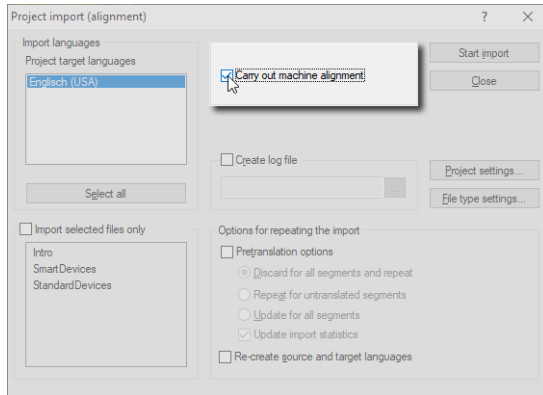 Project import (alignment)
Import languages
Project target languages
Englisch (USA)
Select all
Carry out machine alignment
Start import
Close
Create log file
...
Project settings...
File type settings...
Import selected files only
Intro
SmartDevices
StandardDevices
Options for repeating the import
Pretranslation options
Discard for all segments and repeat
Repeat for untranslated segments
Update for all segments
Update import statistics
Re-create source and target languages